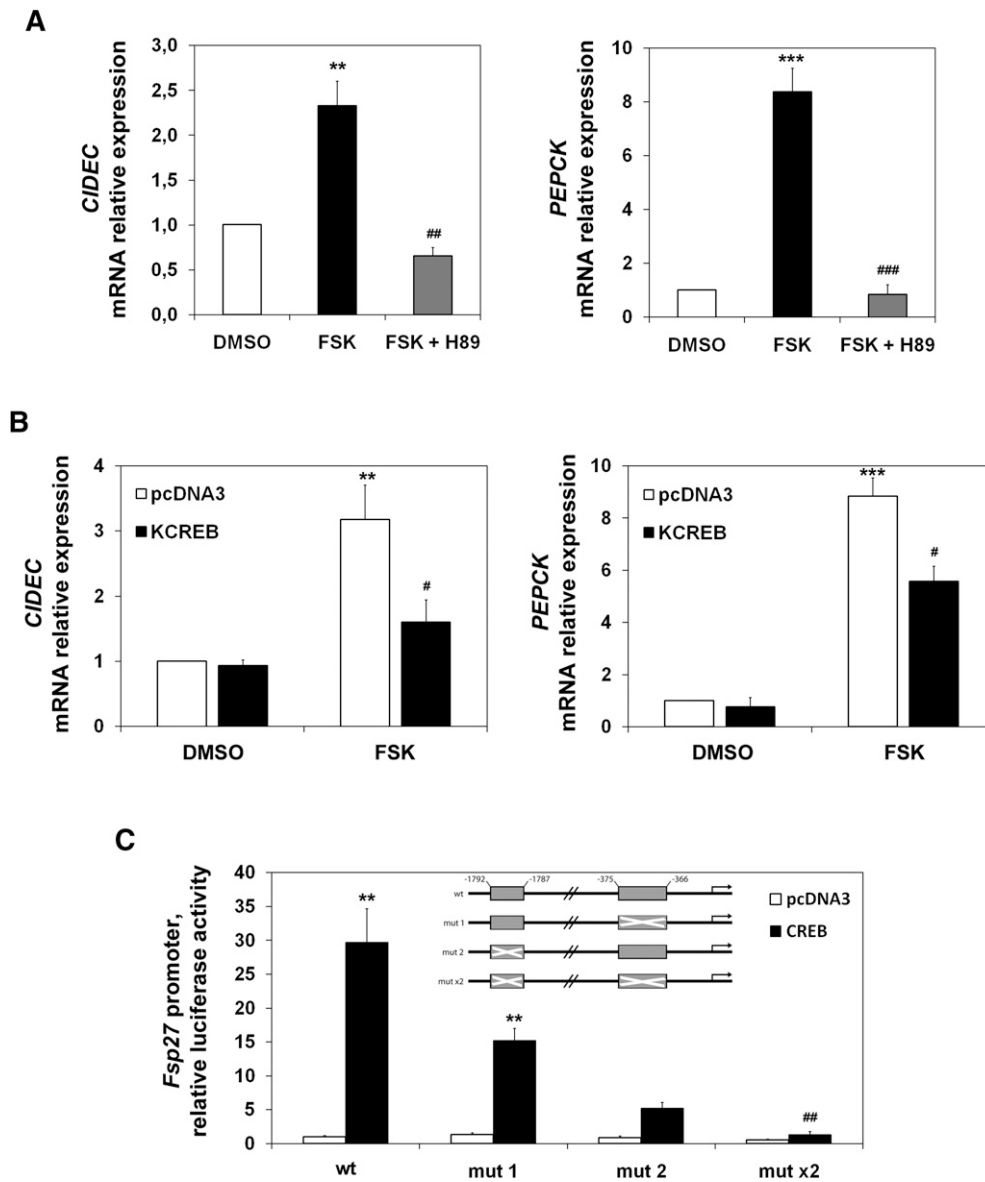 A
CIDEC
mRNA relative expression
3,0
2,5
2,0
1,0
0,5
0,0
**
##
DMSO
FSK
FSK + H89
PEPCK
mRNA relative expression
10
8
6
4
2
0
***
###
DMSO
FSK
FSK + H89
B
CIDEC
mRNA relative expression
4
3
2
1
0
pcDNA3
KCREB
**
#
DMSO
FSK
PEPCK
mRNA relative expression
10
8
6
4
2
0
pcDNA3
KCREB
***
#
DMSO
FSK
C
Fsp27 promoter,
relative luciferase activity
40
35
30
25
20
15
10
5
0
**
**
##
-1792
-1787
-375
-366
wt
mut 1
mut 2
mut x2
pcDNA3
CREB
wt
mut 1
mut 2
mut x2